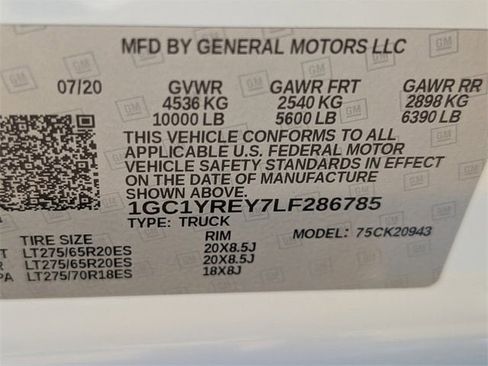 MFD BY GENERAL MOTORS LLC
07/20 GVWR GAWR FRT GAWR RR
4536 KG 2540 KG 2898 KG
10000 LB 5600 LB 6390 LB
THIS VEHICLE CONFORMS TO ALL
APPLICABLE U.S. FEDERAL MOTOR
VEHICLE SAFETY STANDARDS IN EFFECT
ON THE DATE OF MANUFACTURE
SHOWN ABOVE.
1GC1YREY7LF286785
TYPE: TRUCK
TIRE SIZE RIM MODEL: 75CK20943
LT275/65R20ES 20X8.5J
LT275/65R20ES 20X8.5J
PA LT275/70R18ES 18X8J